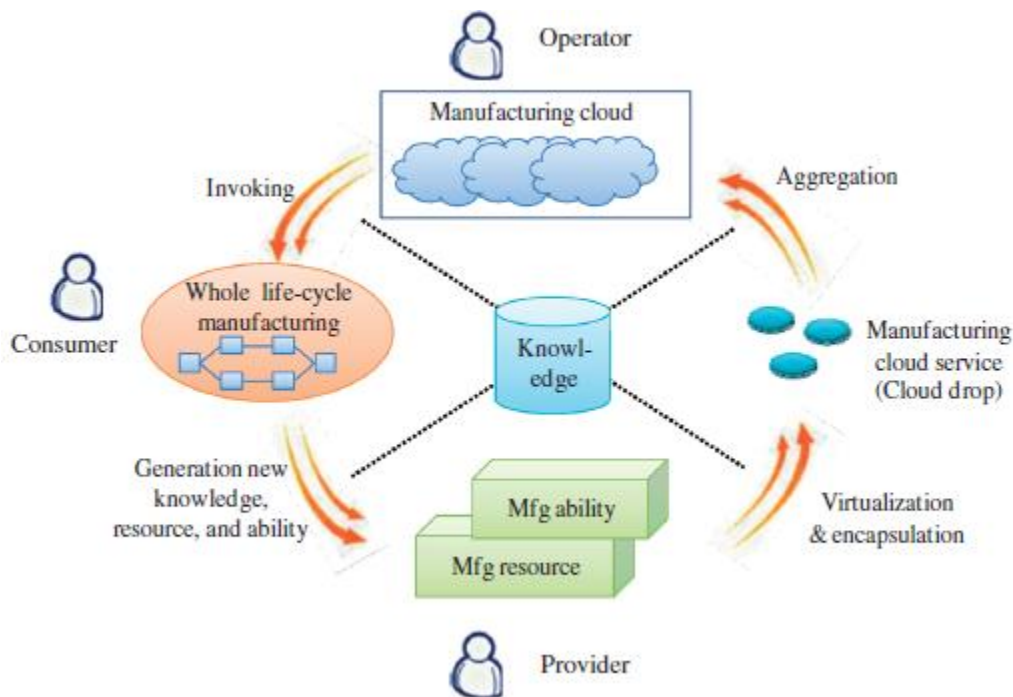 Operator
Manufacturing cloud
Invoking
Aggregation
Whole life-cycle
manufacturing
Consumer
Knowl-
edge
Manufacturing
cloud service
(Cloud drop)
Generation new
knowledge,
resource, and ability
Mfg ability
Mfg resource
Virtualization
& encapsulation
Provider